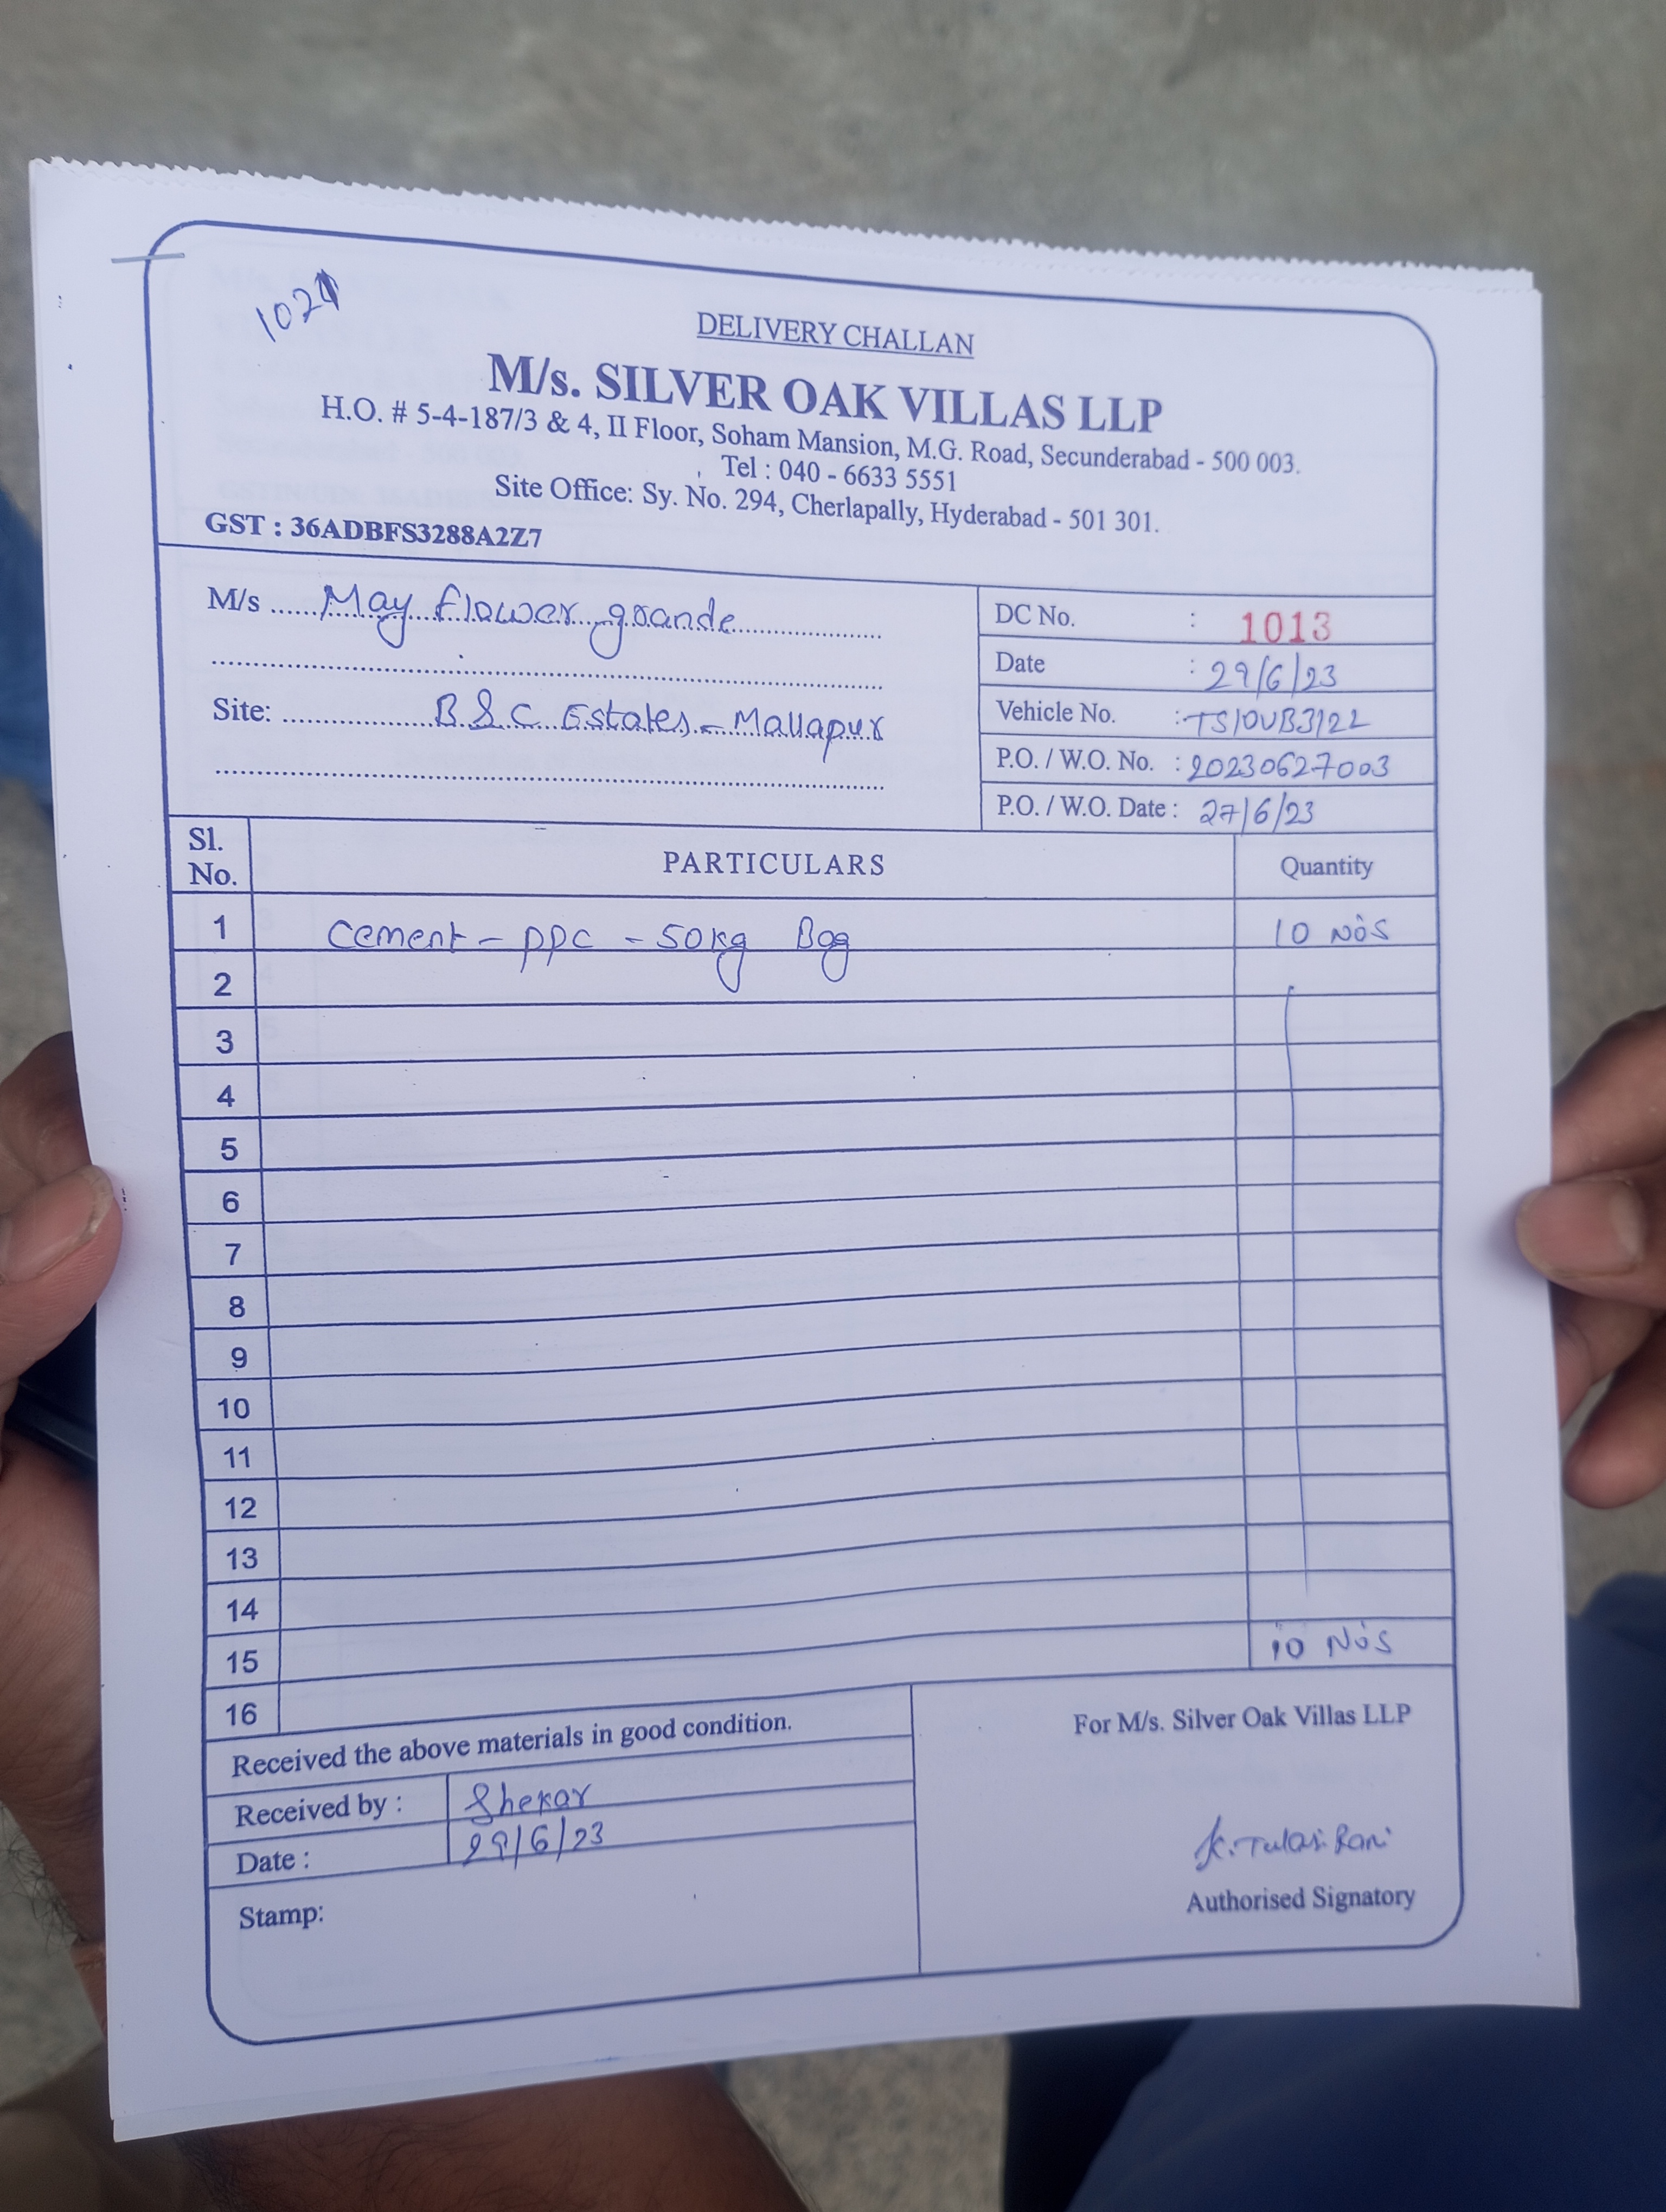 1021
DELIVERY CHALLAN
M/s. SILVER OAK VILLAS LLP
H.O. # 5-4-187/3 & 4, II Floor, Soham Mansion, M.G. Road, Secunderabad - 500 003.
Tel : 040 - 6633 5551
Site Office: Sy. No. 294, Cherlapally, Hyderabad - 501 301.
GST : 36ADBFS3288A2Z7
M/s ...... May flower grande
Site: ............... B & C Estates - Mallapur
DC No. : 1013
Date : 29/6/23
Vehicle No. : TS10UB3122
P.O. / W.O. No. : 20230627003
P.O. / W.O. Date : 27/6/23
Sl. No. PARTICULARS Quantity
1 Cement - PPC - 50kg Bag 10 Nos
2
3
4
5
6
7
8
9
10
11
12
13
14
15 10 Nos
16
Received the above materials in good condition.
Received by : Shekar
Date : 29/6/23
Stamp:
For M/s. Silver Oak Villas LLP
K. Tulasi Rani
Authorised Signatory